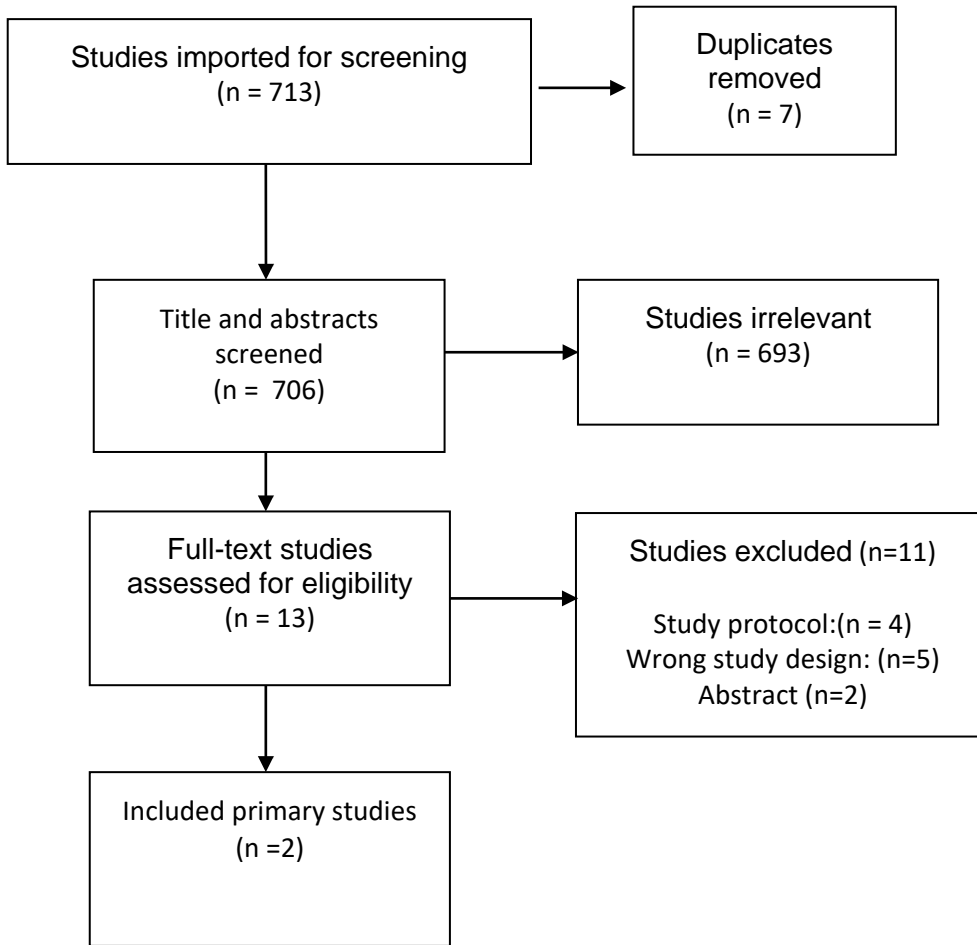 Studies imported for screening
(n = 713)
Duplicates
removed
(n = 7)
Title and abstracts
screened
(n =  706)
Studies irrelevant
(n = 693)
Full-text studies
assessed for eligibility
(n = 13)
Studies excluded (n=11)
Study protocol:(n = 4)
Wrong study design: (n=5)
Abstract (n=2)
Included primary studies
(n =2)